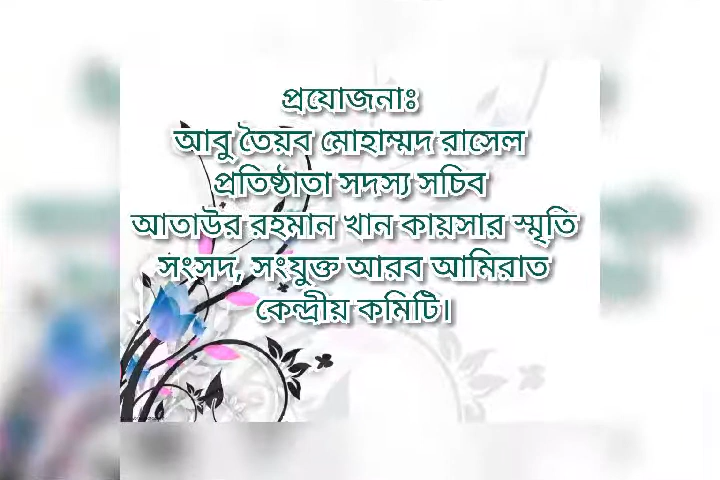 প্রযোজনাঃ
আবু তৈয়ব মোহাম্মদ রাসেল
প্রতিষ্ঠাতা সদস্য সচিব
আতাউর রহমান খান কায়সার স্মৃতি
সংসদ, সংযুক্ত আরব আমিরাত
কেন্দ্রীয় কমিটি।